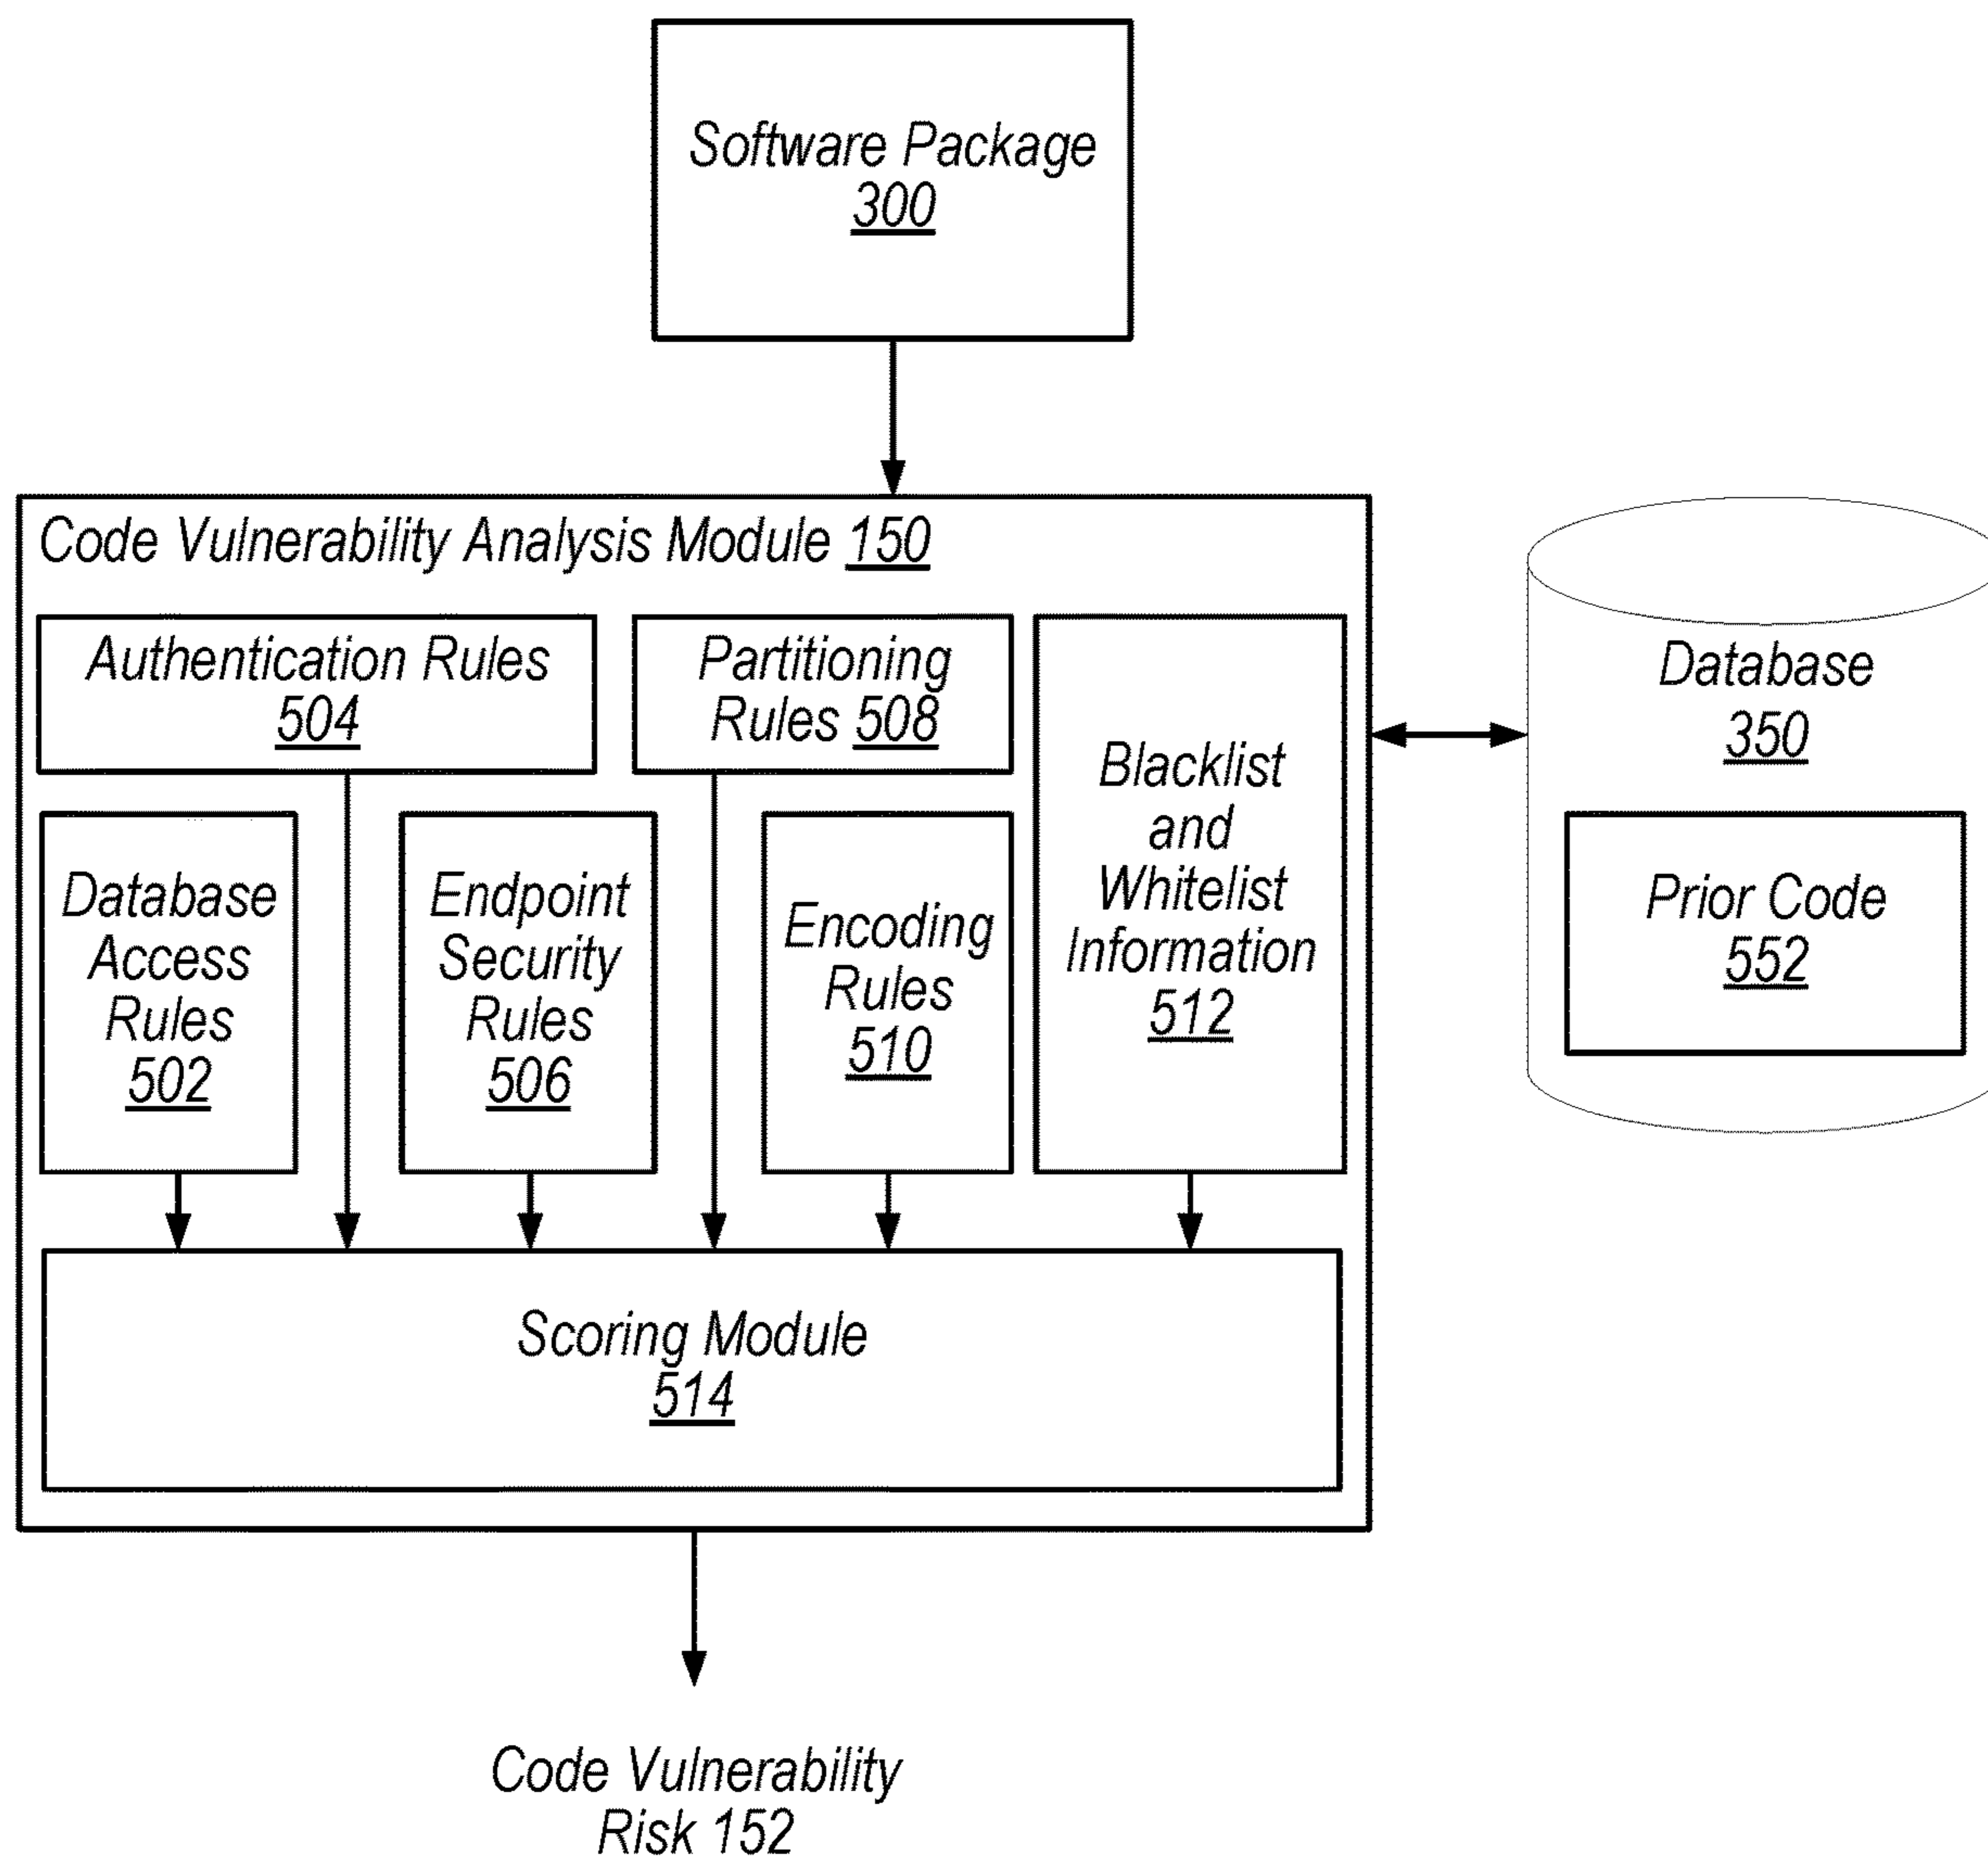 Software Package
300
Code Vulnerability Analysis Module 150
Authentication Rules
504
Partitioning
Rules 508
Blacklist
and
Whitelist
Information
512
Database
Access
Rules
502
Endpoint
Security
Rules
506
Encoding
Rules
510
Scoring Module
514
Database
350
Prior Code
552
Code Vulnerability
Risk 152